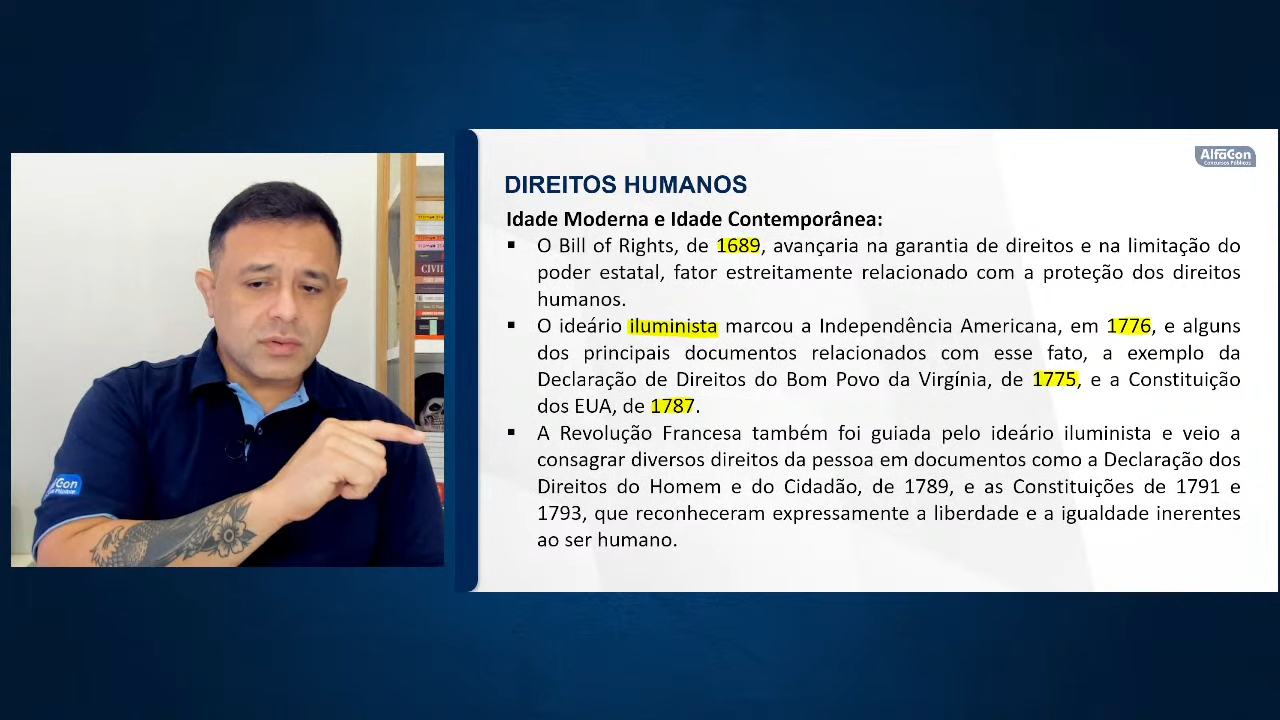 AlfaCon
Concursos Públicos
DIREITOS HUMANOS
Idade Moderna e Idade Contemporânea:
▪ O Bill of Rights, de 1689, avançaria na garantia de direitos e na limitação do
poder estatal, fator estreitamente relacionado com a proteção dos direitos
humanos.
▪ O ideário iluminista marcou a Independência Americana, em 1776, e alguns
dos principais documentos relacionados com esse fato, a exemplo da
Declaração de Direitos do Bom Povo da Virgínia, de 1775, e a Constituição
dos EUA, de 1787.
▪ A Revolução Francesa também foi guiada pelo ideário iluminista e veio a
consagrar diversos direitos da pessoa em documentos como a Declaração dos
Direitos do Homem e do Cidadão, de 1789, e as Constituições de 1791 e
1793, que reconheceram expressamente a liberdade e a igualdade inerentes
ao ser humano.
CIVIL